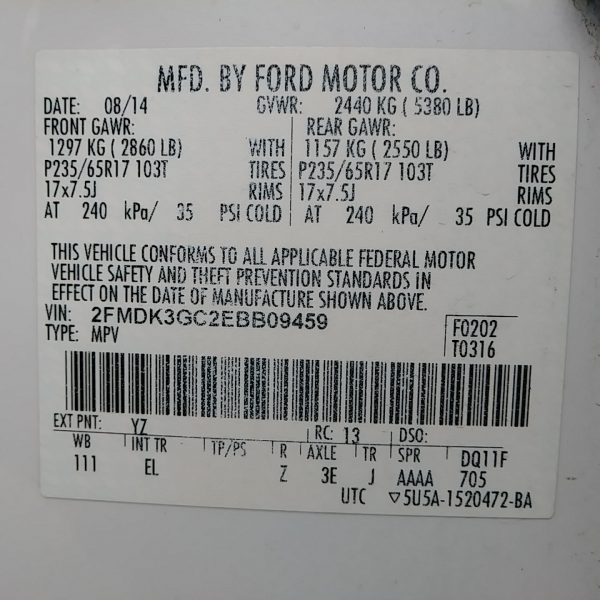 MFD. BY FORD MOTOR CO.
DATE: 08/14 GVWR: 2440 KG ( 5380 LB)
FRONT GAWR: REAR GAWR:
1297 KG ( 2860 LB) WITH 1157 KG ( 2550 LB) WITH
P235/65R17 103T TIRES P235/65R17 103T TIRES
17x7.5J RIMS 17x7.5J RIMS
AT 240 kPa/ 35 PSI COLD AT 240 kPa/ 35 PSI COLD
THIS VEHICLE CONFORMS TO ALL APPLICABLE FEDERAL MOTOR
VEHICLE SAFETY AND THEFT PREVENTION STANDARDS IN
EFFECT ON THE DATE OF MANUFACTURE SHOWN ABOVE.
VIN: 2FMDK3GC2EBB09459
TYPE: MPV
F0202
T0316
EXT PNT: YZ RC: 13 DSO:
WB INT TR TP/PS R AXLE TR SPR DQ11F
111 EL Z 3E J AAAA 705
UTC ▽5U5A-1520472-BA